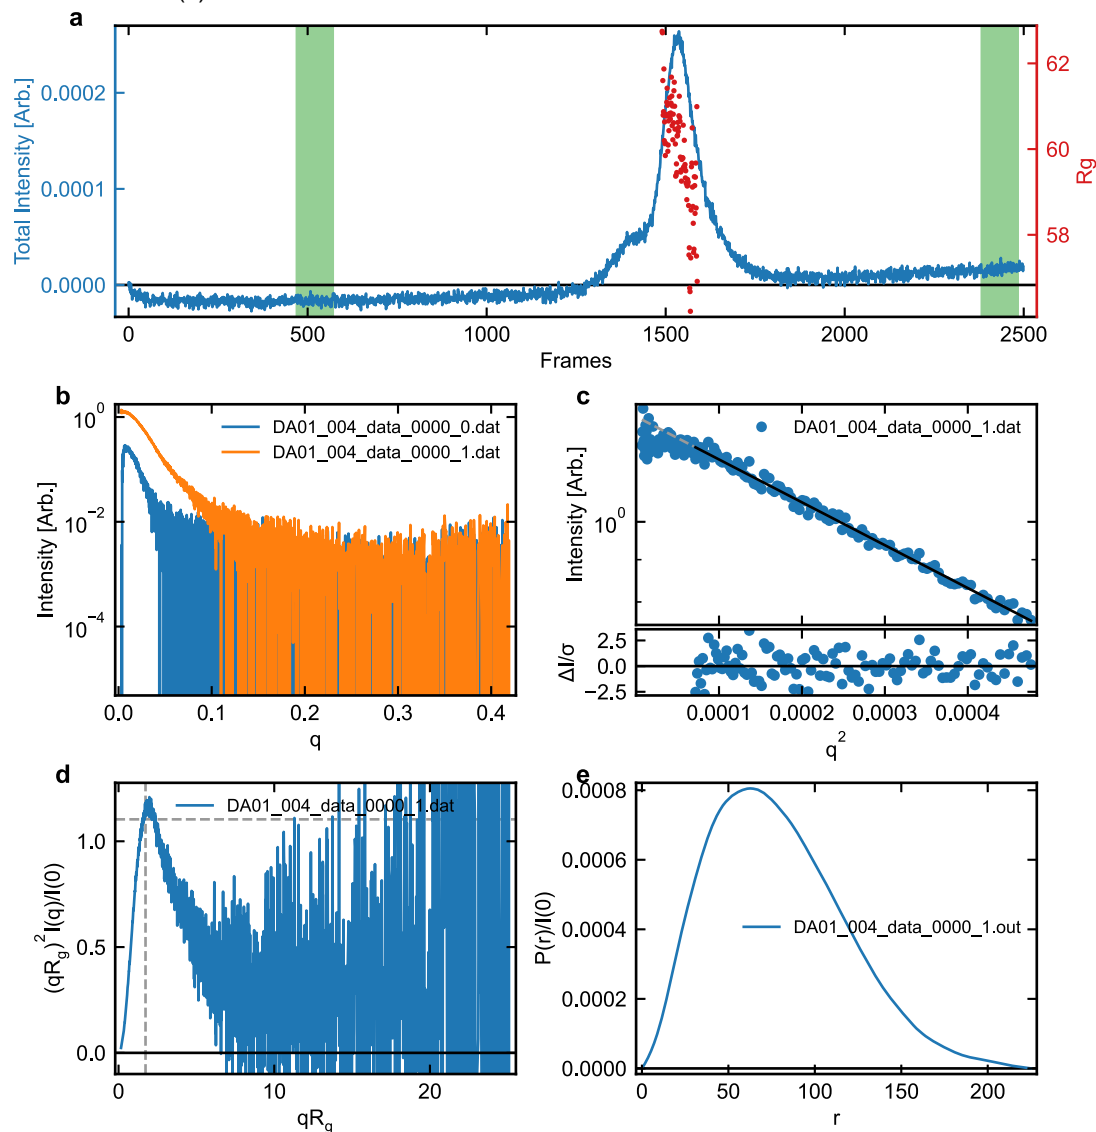 (s)
a
Total Intensity [Arb.]
0.0002
0.0001
0.0000
62
60
58
Rg
0 500 1000 1500 2000 2500
Frames
b
Intensity [Arb.]
10^0
10^−2
10^−4
DA01_004_data_0000_0.dat
DA01_004_data_0000_1.dat
0.0 0.1 0.2 0.3 0.4
q
c
DA01_004_data_0000_1.dat
Intensity [Arb.]
10^0
ΔI/σ
2.5
0.0
−2.5
0.0001 0.0002 0.0003 0.0004
q^2
d
DA01_004_data_0000_1.dat
(qR_g)^2 I(q)/I(0)
1.0
0.5
0.0
0 10 20
qR_g
e
P(r)/I(0)
0.0008
0.0006
0.0004
0.0002
0.0000
DA01_004_data_0000_1.out
0 50 100 150 200
r